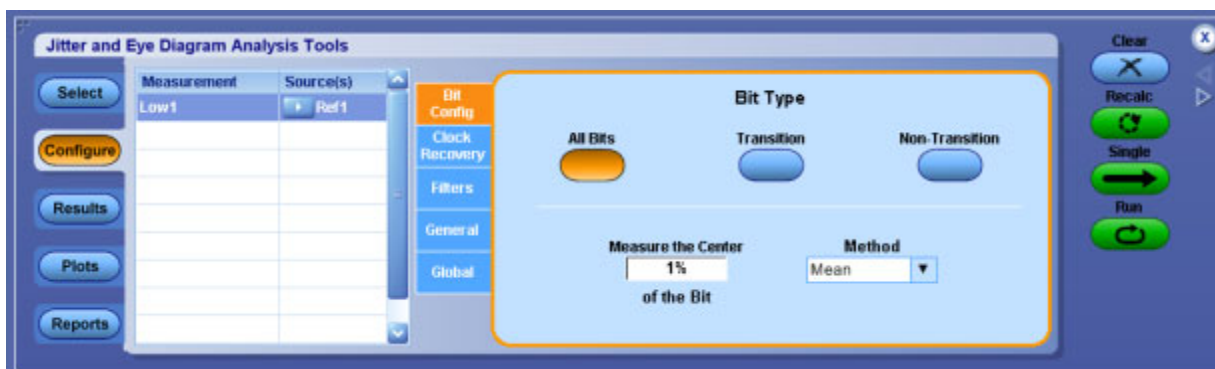 Jitter and Eye Diagram Analysis Tools
Select
Configure
Results
Plots
Reports
Measurement Source(s)
Low1 Ref1
Bit
Config
Clock
Recovery
Filters
General
Global
Bit Type
All Bits Transition Non-Transition
Measure the Center
1%
of the Bit
Method
Mean
Clear
X
Recalc
Single
Run